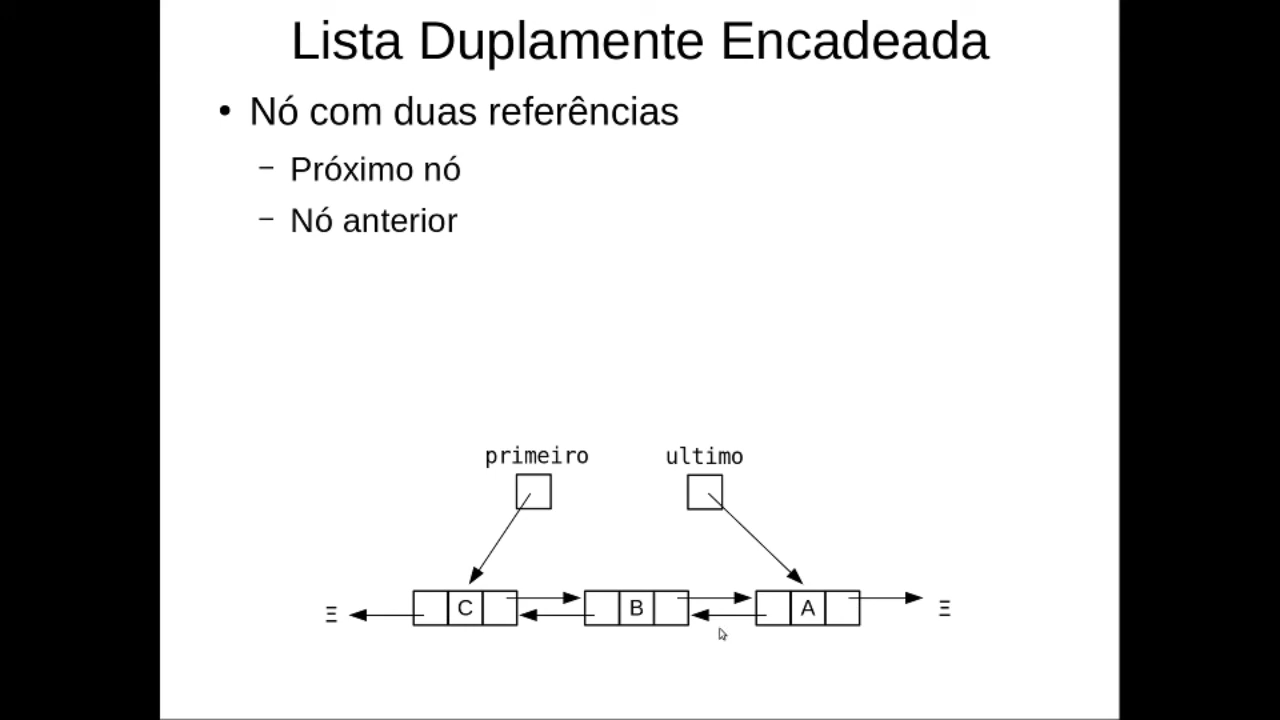 Lista Duplamente Encadeada
• Nó com duas referências
– Próximo nó
– Nó anterior
primeiro ultimo
Ξ C B A Ξ